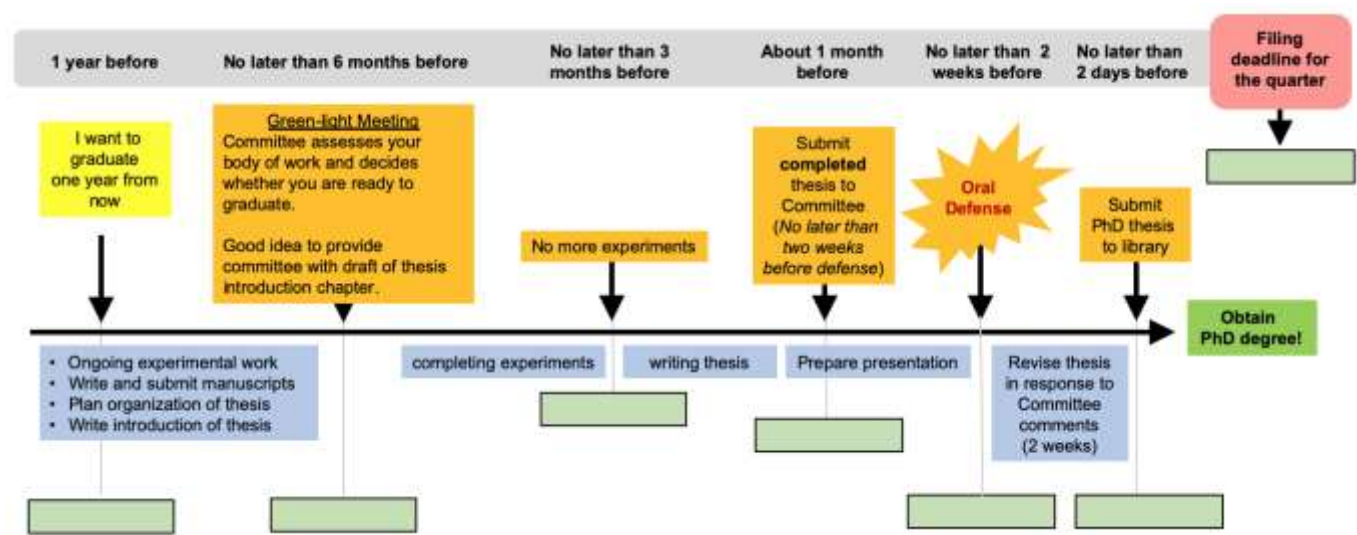 1 year before
No later than 6 months before
No later than 3
months before
About 1 month
before
No later than 2
weeks before
No later than
2 days before
Filing
deadline for
the quarter
I want to
graduate
one year from
now
Green-light Meeting
Committee assesses your
body of work and decides
whether you are ready to
graduate.
Good idea to provide
committee with draft of thesis
introduction chapter.
No more experiments
Submit
completed
thesis to
Committee
(No later than
two weeks
before defense)
Oral
Defense
Submit
PhD thesis
to library
Obtain
PhD degree!
• Ongoing experimental work
• Write and submit manuscripts
• Plan organization of thesis
• Write introduction of thesis
completing experiments
writing thesis
Prepare presentation
Revise thesis
in response to
Committee
comments
(2 weeks)